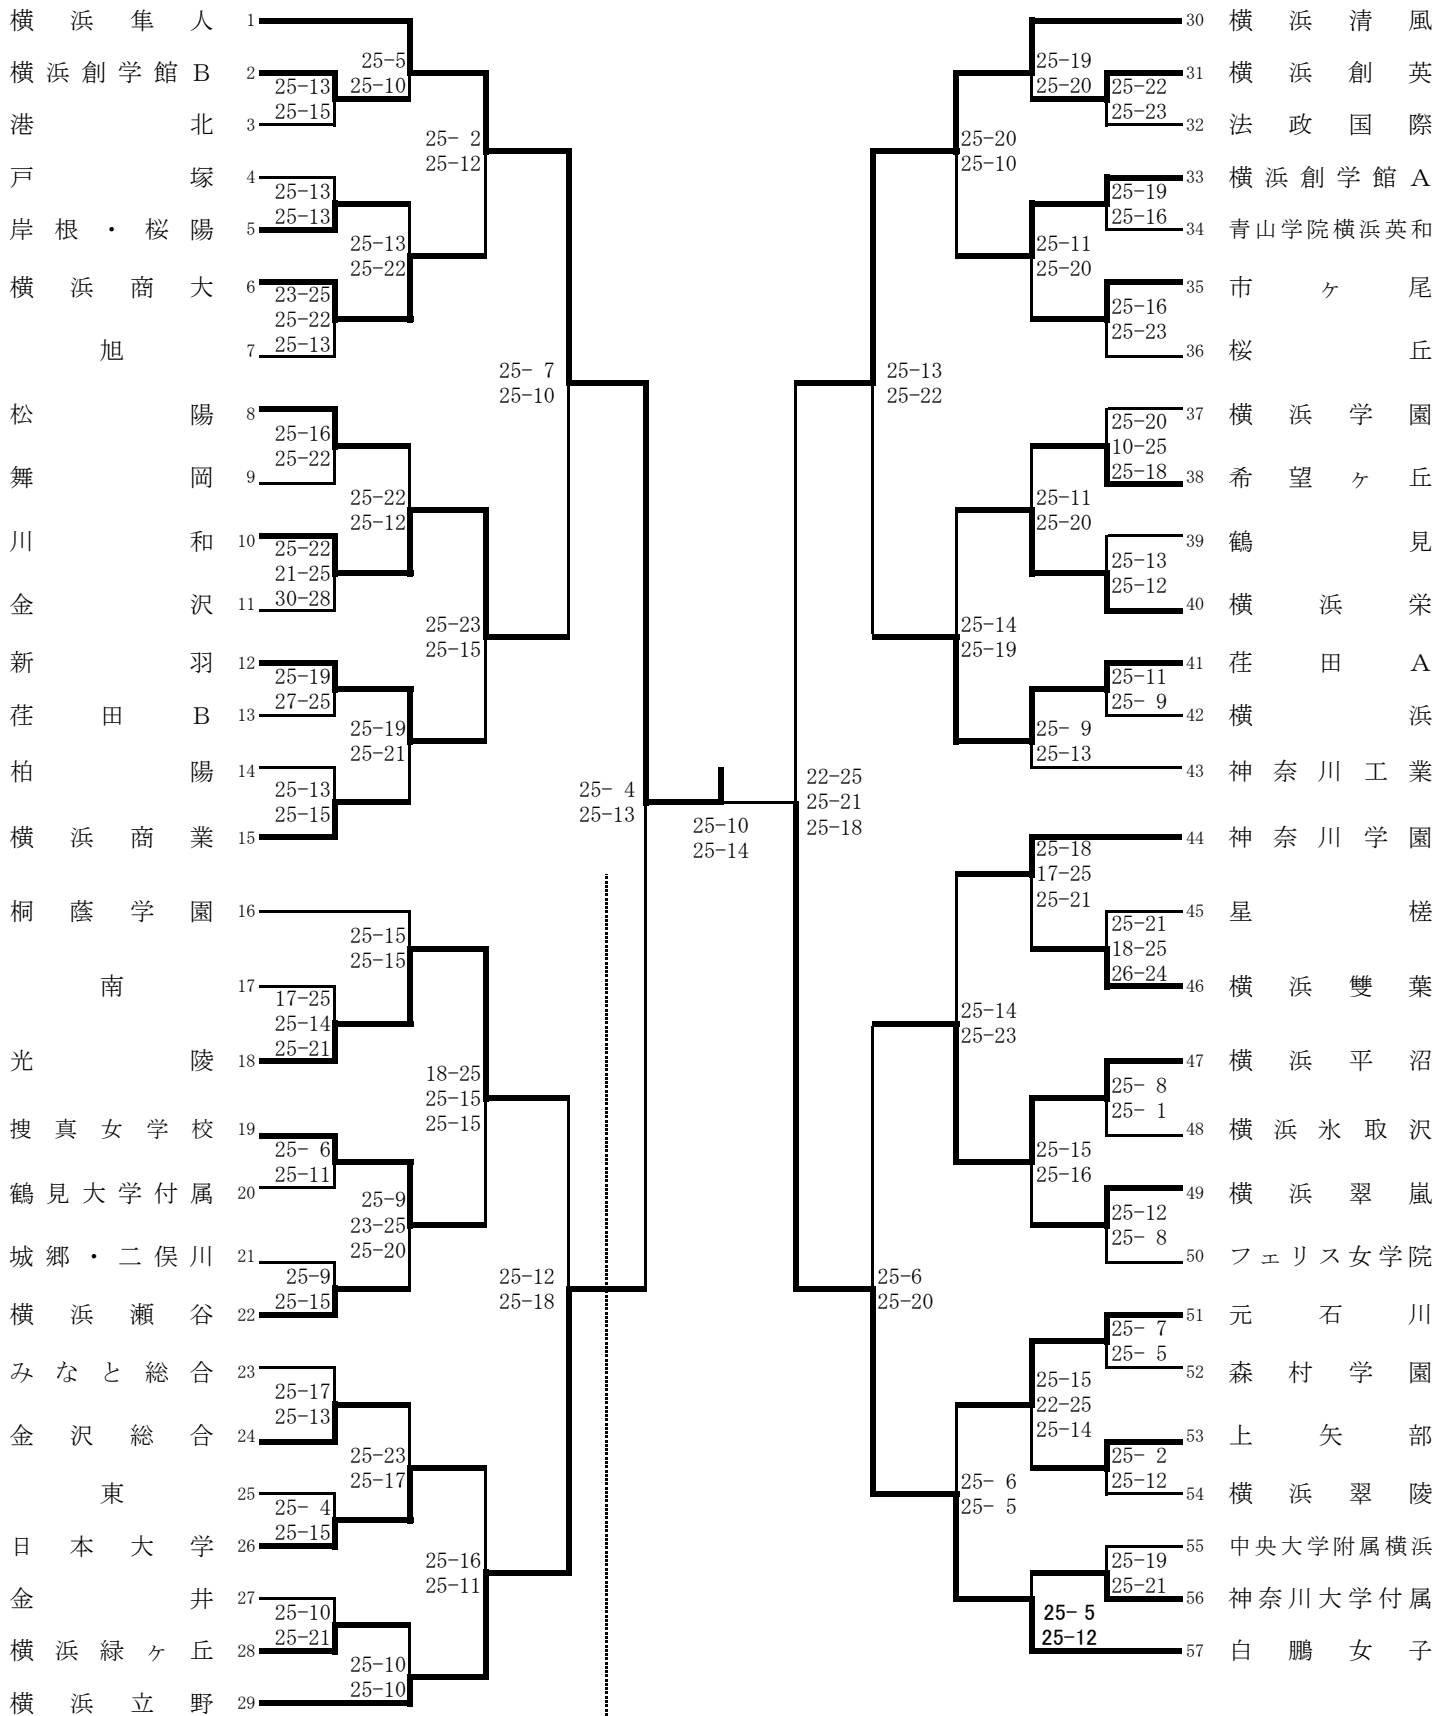 横浜隼人 1
横浜創学館B 2
港北 3
戸塚 4
岸根・桜陽 5
横浜商大 6
旭 7
松陽 8
舞岡 9
川和 10
金沢 11
新羽 12
荏田B 13
柏陽 14
横浜商業 15
桐蔭学園 16
南 17
光陵 18
捜真女学校 19
鶴見大学付属 20
城郷・二俣川 21
横浜瀬谷 22
みなと総合 23
金沢総合 24
東 25
日本大学 26
金井 27
横浜緑ヶ丘 28
横浜立野 29
25-13
25-15
25-13
25-13
23-25
25-22
25-13
25-16
25-22
25-22
21-25
30-28
25-19
27-25
25-13
25-15
17-25
25-14
25-21
25- 6
25-11
25-9
25-15
25-17
25-13
25- 4
25-15
25-10
25-21
25-5
25-10
25-13
25-22
25-22
25-12
25-19
25-21
25-15
25-15
25-9
23-25
25-20
25-23
25-17
25-10
25-10
25- 2
25-12
25-23
25-15
18-25
25-15
25-15
25-16
25-11
25- 7
25-10
25-12
25-18
25- 4
25-13
25-10
25-14
22-25
25-21
25-18
25-13
25-22
25-6
25-20
25-20
25-10
25-14
25-19
25-14
25-23
25- 6
25- 5
25-19
25-20
25-11
25-20
25-11
25-20
25- 9
25-13
25-18
17-25
25-21
25-15
25-16
25-15
22-25
25-14
25- 5
25-12
25-22
25-23
25-19
25-16
25-16
25-23
25-20
10-25
25-18
25-13
25-12
25-11
25- 9
25-21
18-25
26-24
25- 8
25- 1
25-12
25- 8
25- 7
25- 5
25- 2
25-12
25-19
25-21
30 横浜清風
31 横浜創英
32 法政国際
33 横浜創学館A
34 青山学院横浜英和
35 市ヶ尾
36 桜丘
37 横浜学園
38 希望ヶ丘
39 鶴見
40 横浜栄
41 荏田A
42 横浜
43 神奈川工業
44 神奈川学園
45 星槎
46 横浜雙葉
47 横浜平沼
48 横浜氷取沢
49 横浜翠嵐
50 フェリス女学院
51 元石川
52 森村学園
53 上矢部
54 横浜翠陵
55 中央大学附属横浜
56 神奈川大学付属
57 白鵬女子